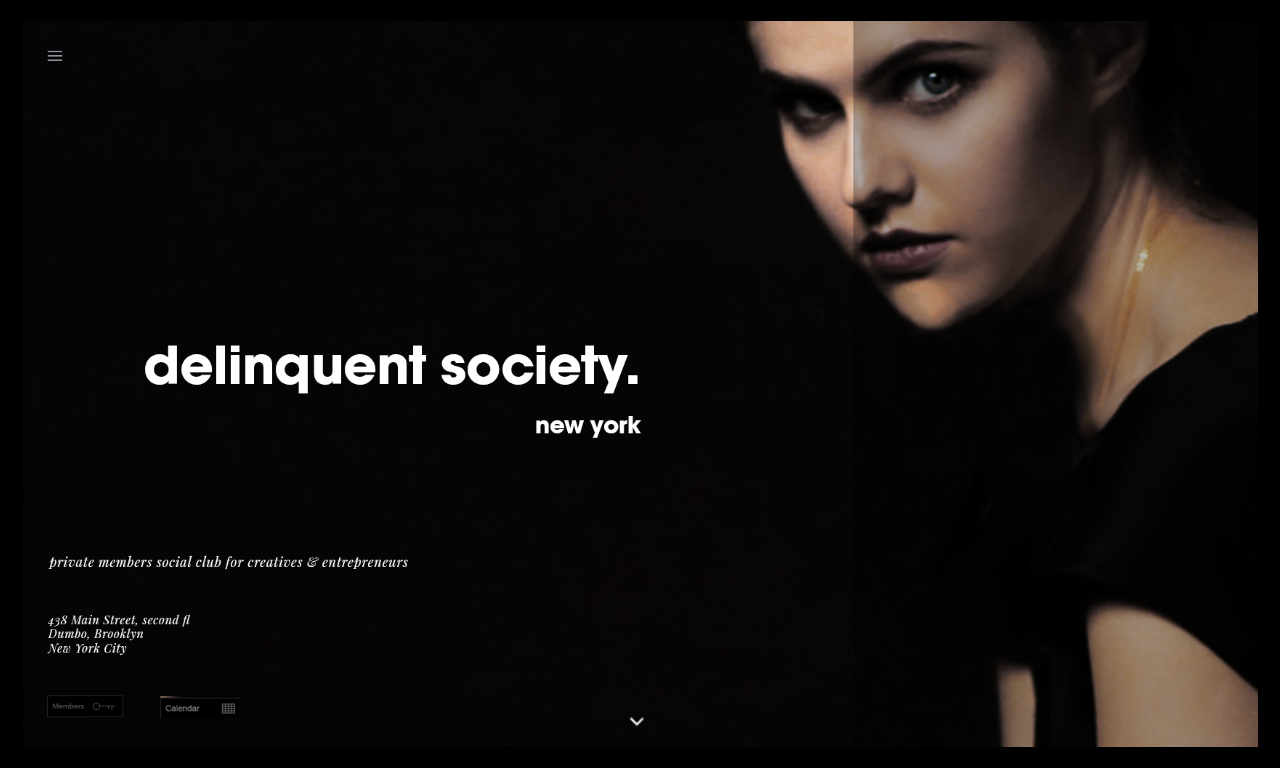 delinquent society.
new york
private members social club for creatives & entrepreneurs
438 Main Street, second fl
Dumbo, Brooklyn
New York City
Members
Calendar